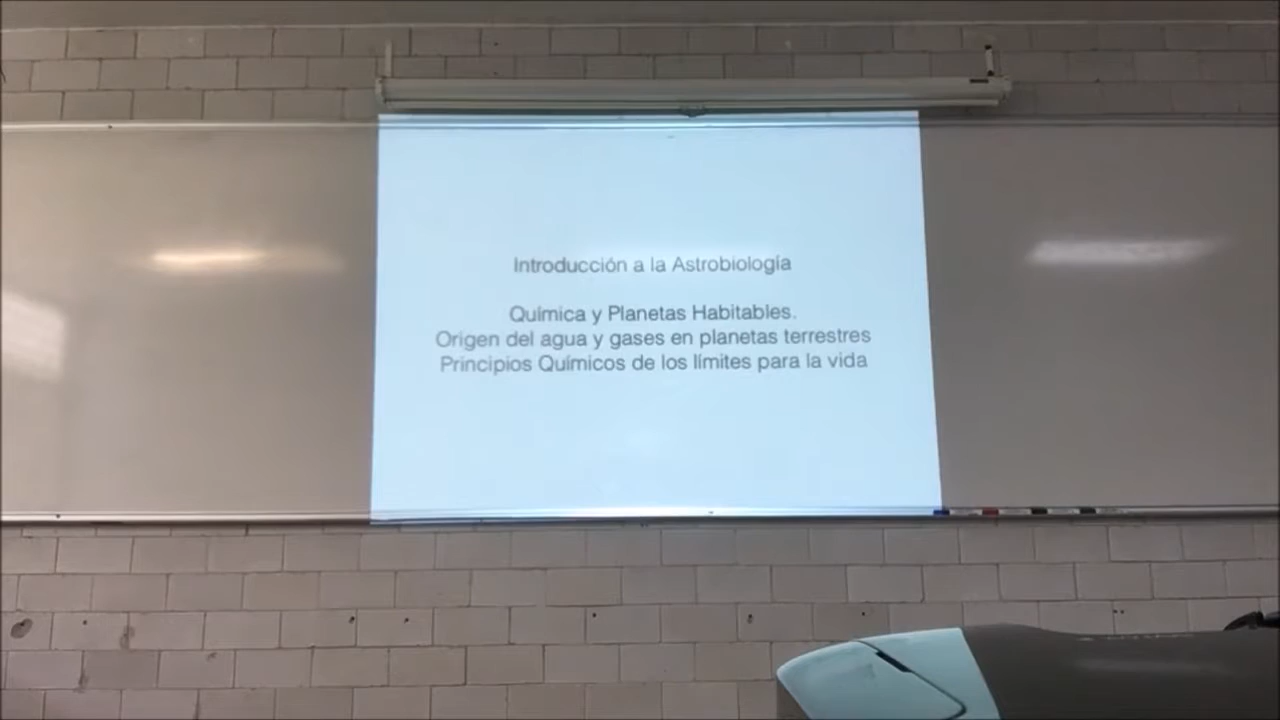 Introducción a la Astrobiología
Química y Planetas Habitables.
Origen del agua y gases en planetas terrestres
Principios Químicos de los límites para la vida